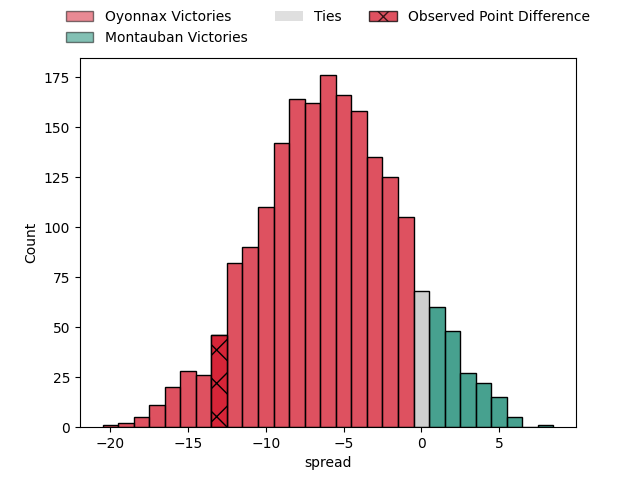 Oyonnax Victories
Montauban Victories
Ties
Observed Point Difference
175
150
125
100
75
50
25
0
Count
−20 −15 −10 −5 0 5
spread